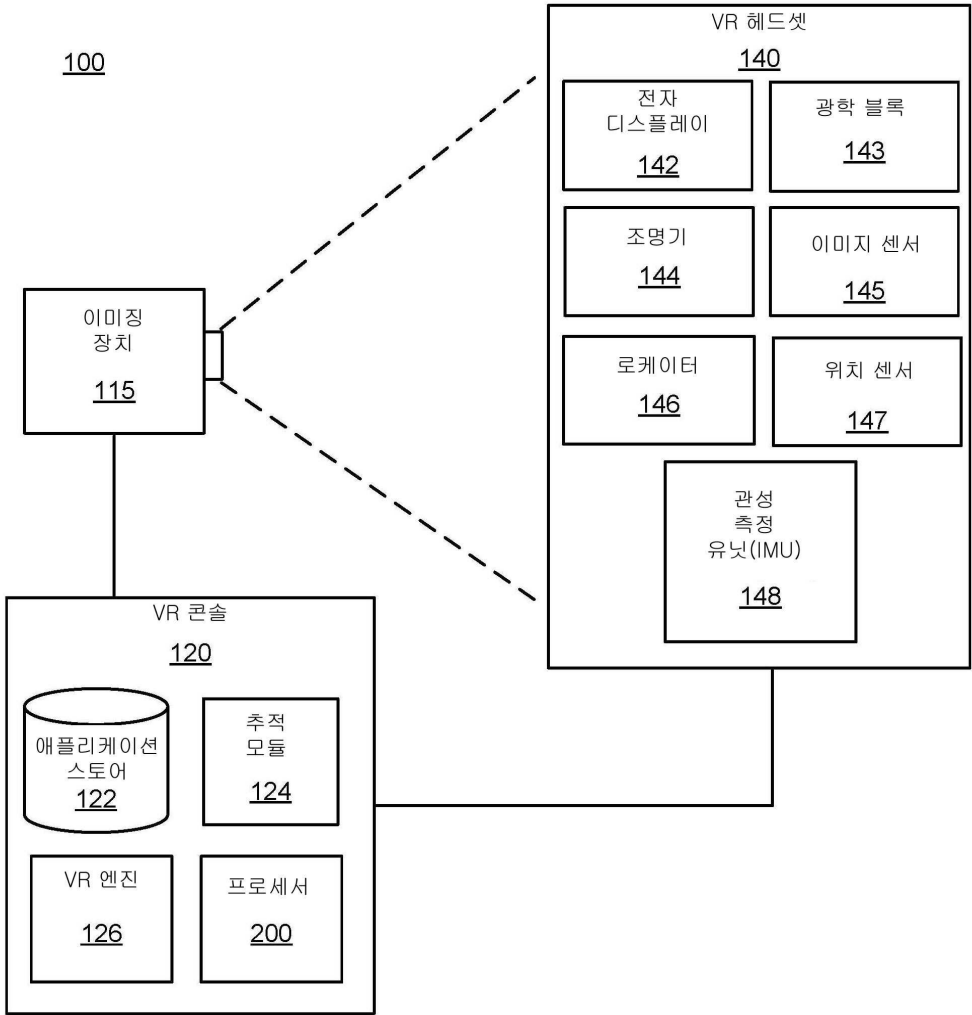 100
VR 헤드셋
140
전자
디스플레이
142
광학 블록
143
조명기
144
이미지 센서
145
로케이터
146
위치 센서
147
관성
측정
유닛(IMU)
148
이미징
장치
115
VR 콘솔
120
애플리케이션
스토어
122
추적
모듈
124
VR 엔진
126
프로세서
200